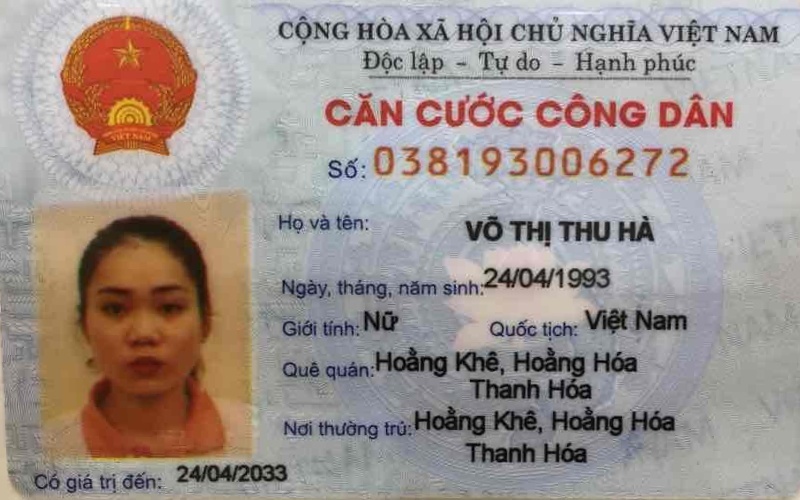 CỘNG HÒA XÃ HỘI CHỦ NGHĨA VIỆT NAM
Độc lập - Tự do - Hạnh phúc
CĂN CƯỚC CÔNG DÂN
Số: 038193006272
Họ và tên: VÕ THỊ THU HÀ
Ngày, tháng, năm sinh: 24/04/1993
Giới tính: Nữ Quốc tịch: Việt Nam
Quê quán: Hoằng Khê, Hoằng Hóa
Thanh Hóa
Nơi thường trú: Hoằng Khê, Hoằng Hóa
Thanh Hóa
Có giá trị đến: 24/04/2033